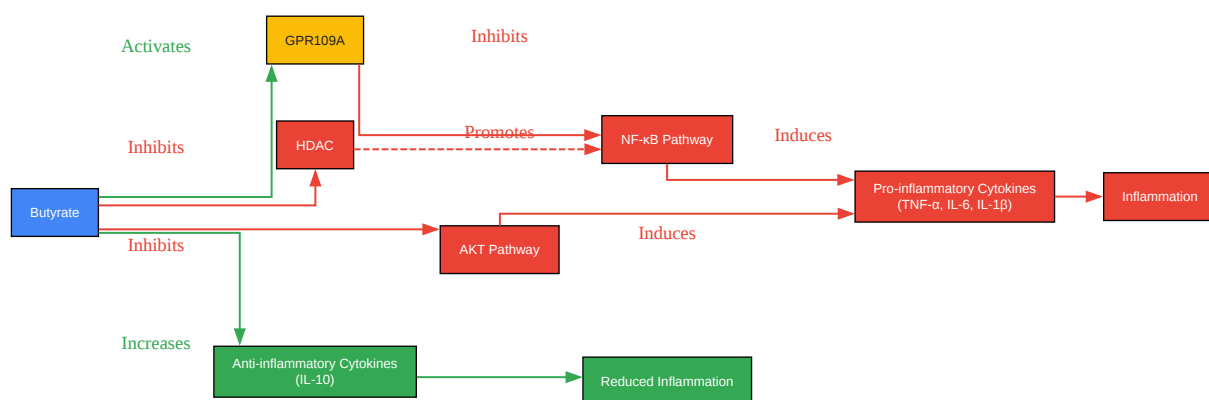 GPR109A
Inhibits
Activates
Promotes
NF-κB Pathway
Induces
Inhibits
HDAC
Pro-inflammatory Cytokines
(TNF-α, IL-6, IL-1β)
Inflammation
Butyrate
Inhibits
AKT Pathway
Induces
Increases
Anti-inflammatory Cytokines
(IL-10)
Reduced Inflammation